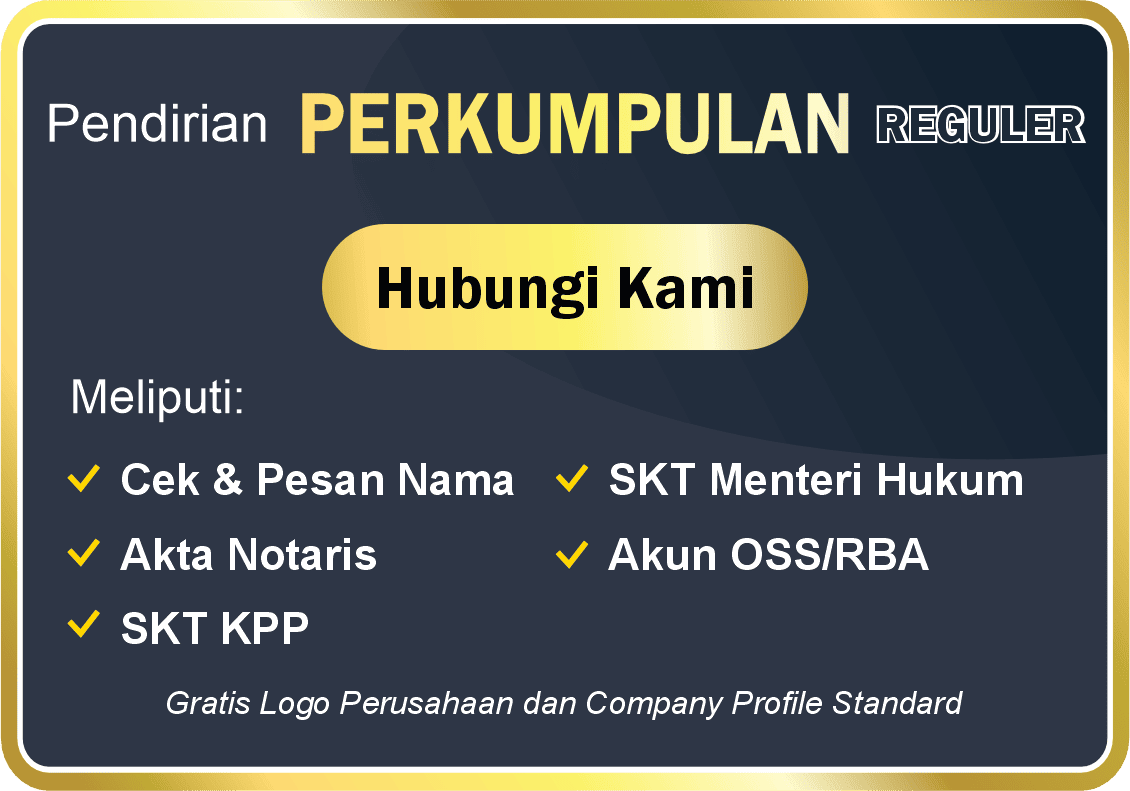 Pendirian PERKUMPULAN REGULER
Hubungi Kami
Meliputi:
Cek & Pesan Nama
SKT Menteri Hukum
Akta Notaris
Akun OSS/RBA
SKT KPP
Gratis Logo Perusahaan dan Company Profile Standard